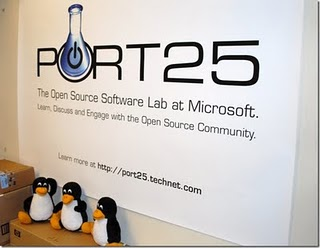 PORT25
The Open Source Software Lab at Microsoft.
Learn, Discuss and Engage with the Open Source Community.
Learn more at http://port25.technet.com